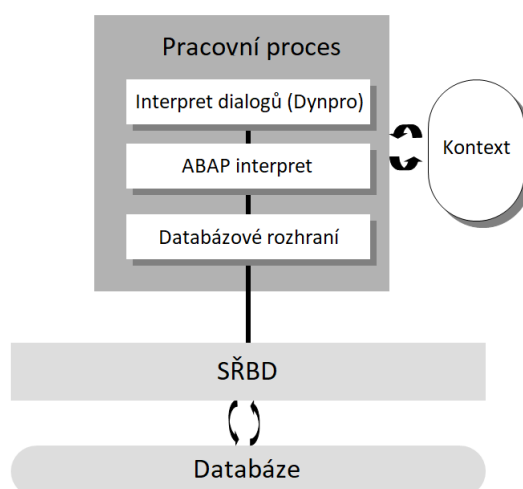 Pracovní proces
Interpret dialogů (Dynpro)
ABAP interpret
Kontext
Databázové rozhraní
SŘBD
Databáze